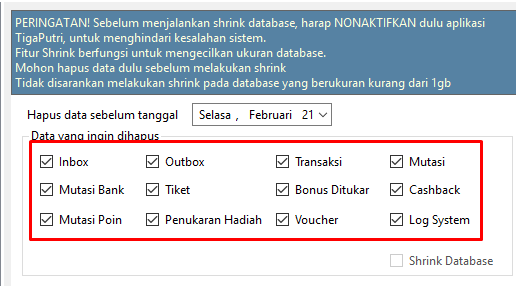 PERINGATAN! Sebelum menjalankan shrink database, harap NONAKTIFKAN dulu aplikasi
TigaPutri, untuk menghindari kesalahan sistem.
Fitur Shrink berfungsi untuk mengecilkan ukuran database.
Mohon hapus data dulu sebelum melakukan shrink
Tidak disarankan melakukan shrink pada database yang berukuran kurang dari 1gb
Hapus data sebelum tanggal Selasa , Februari 21
Data yang ingin dihapus
Inbox Outbox Transaksi Mutasi
Mutasi Bank Tiket Bonus Ditukar Cashback
Mutasi Poin Penukaran Hadiah Voucher Log System
Shrink Database